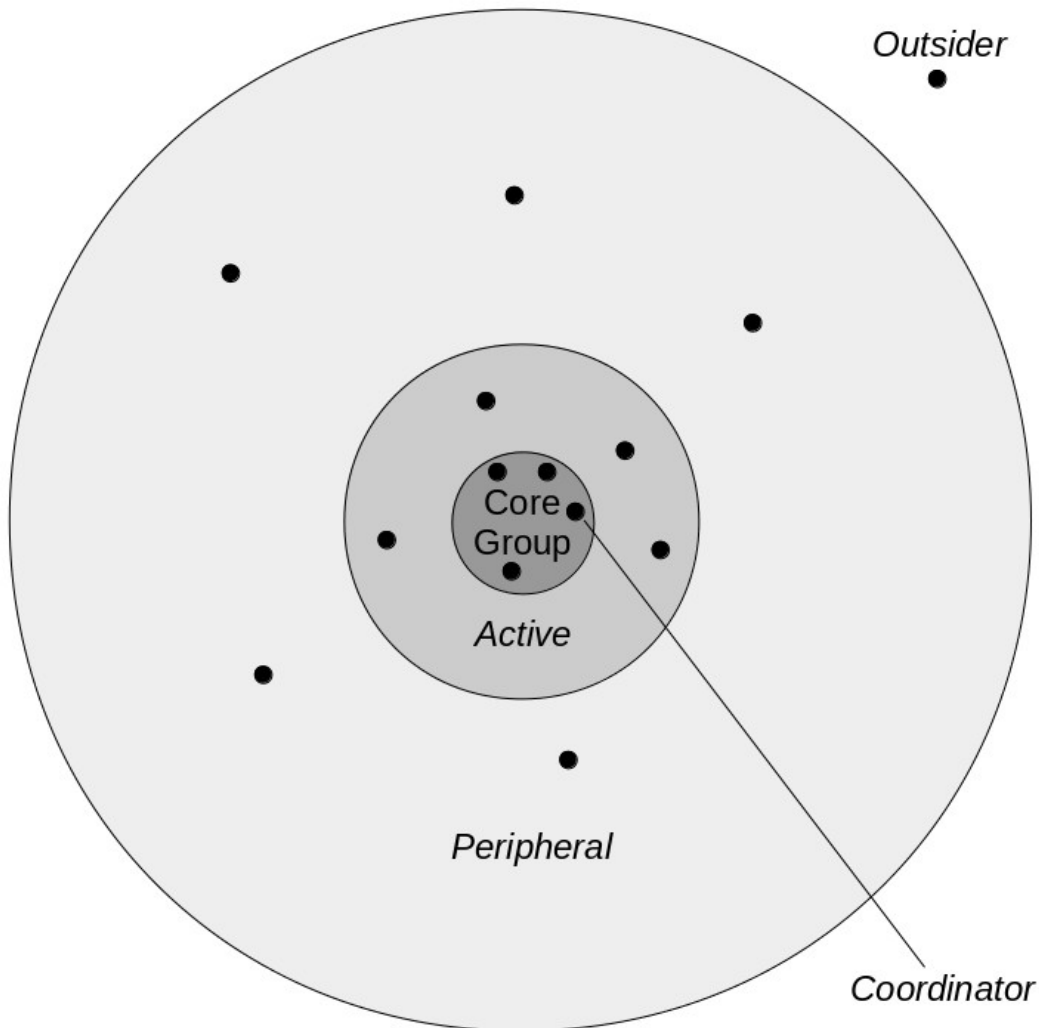 Outsider
Core
Group
Active
Peripheral
Coordinator